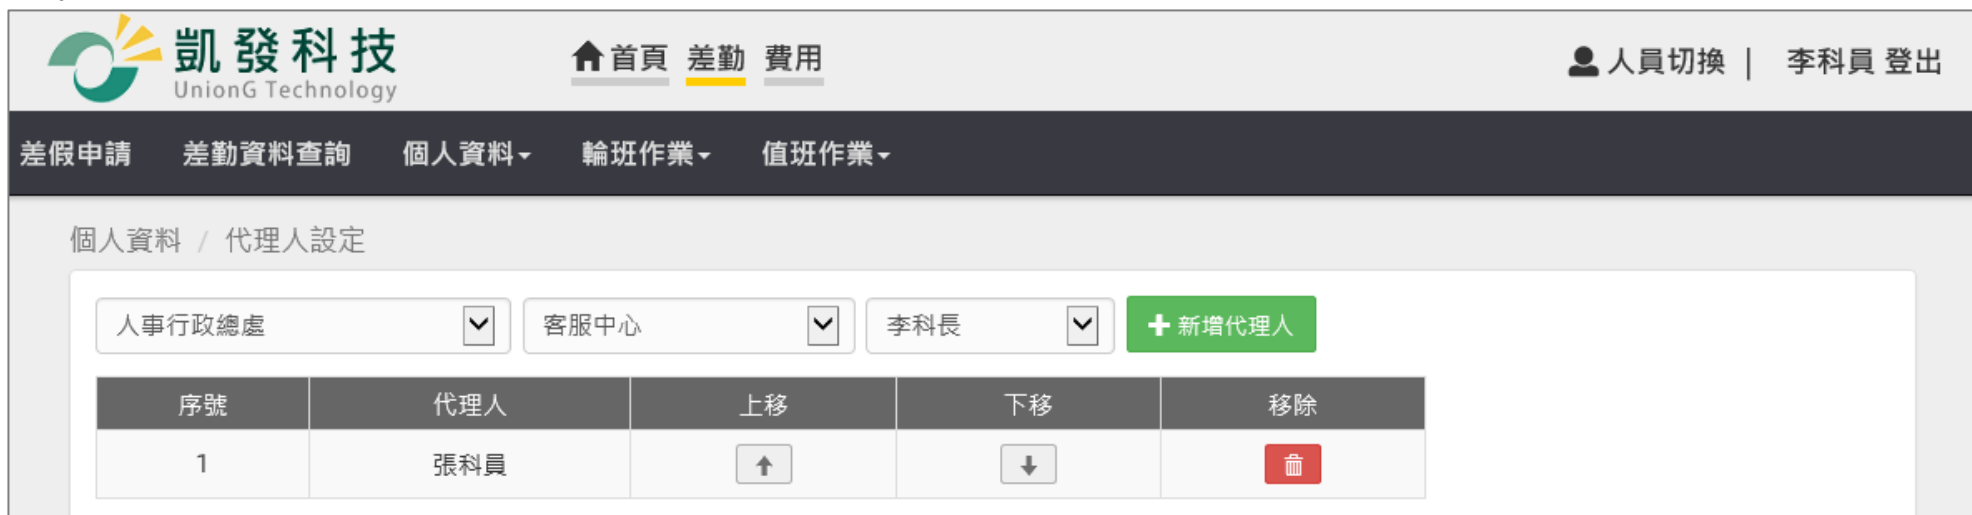 凱發科技
UnionG Technology
首頁 差勤 費用
人員切換 | 李科員 登出
差假申請 差勤資料查詢 個人資料 輪班作業 值班作業
個人資料 / 代理人設定
人事行政總處 客服中心 李科長 新增代理人
序號 代理人 上移 下移 移除
1 張科員